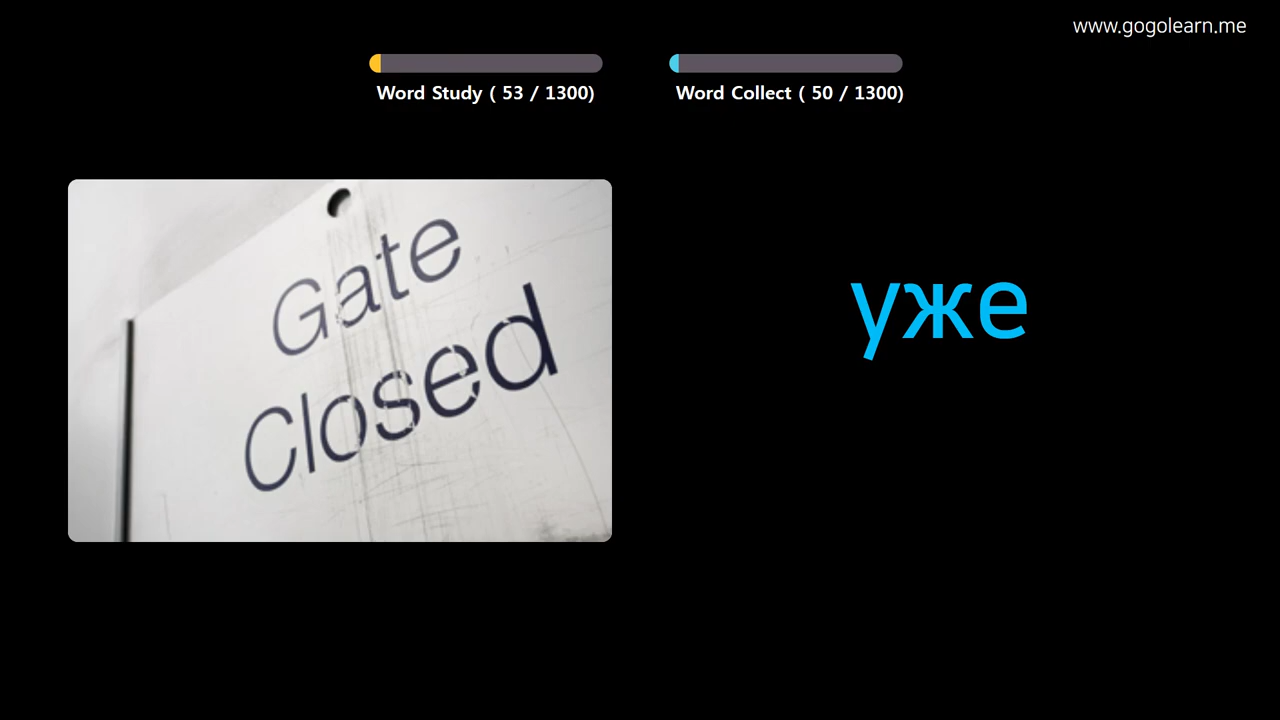 www.gogolearn.me
Word Study ( 53 / 1300)
Word Collect ( 50 / 1300)
Gate
Closed
уже